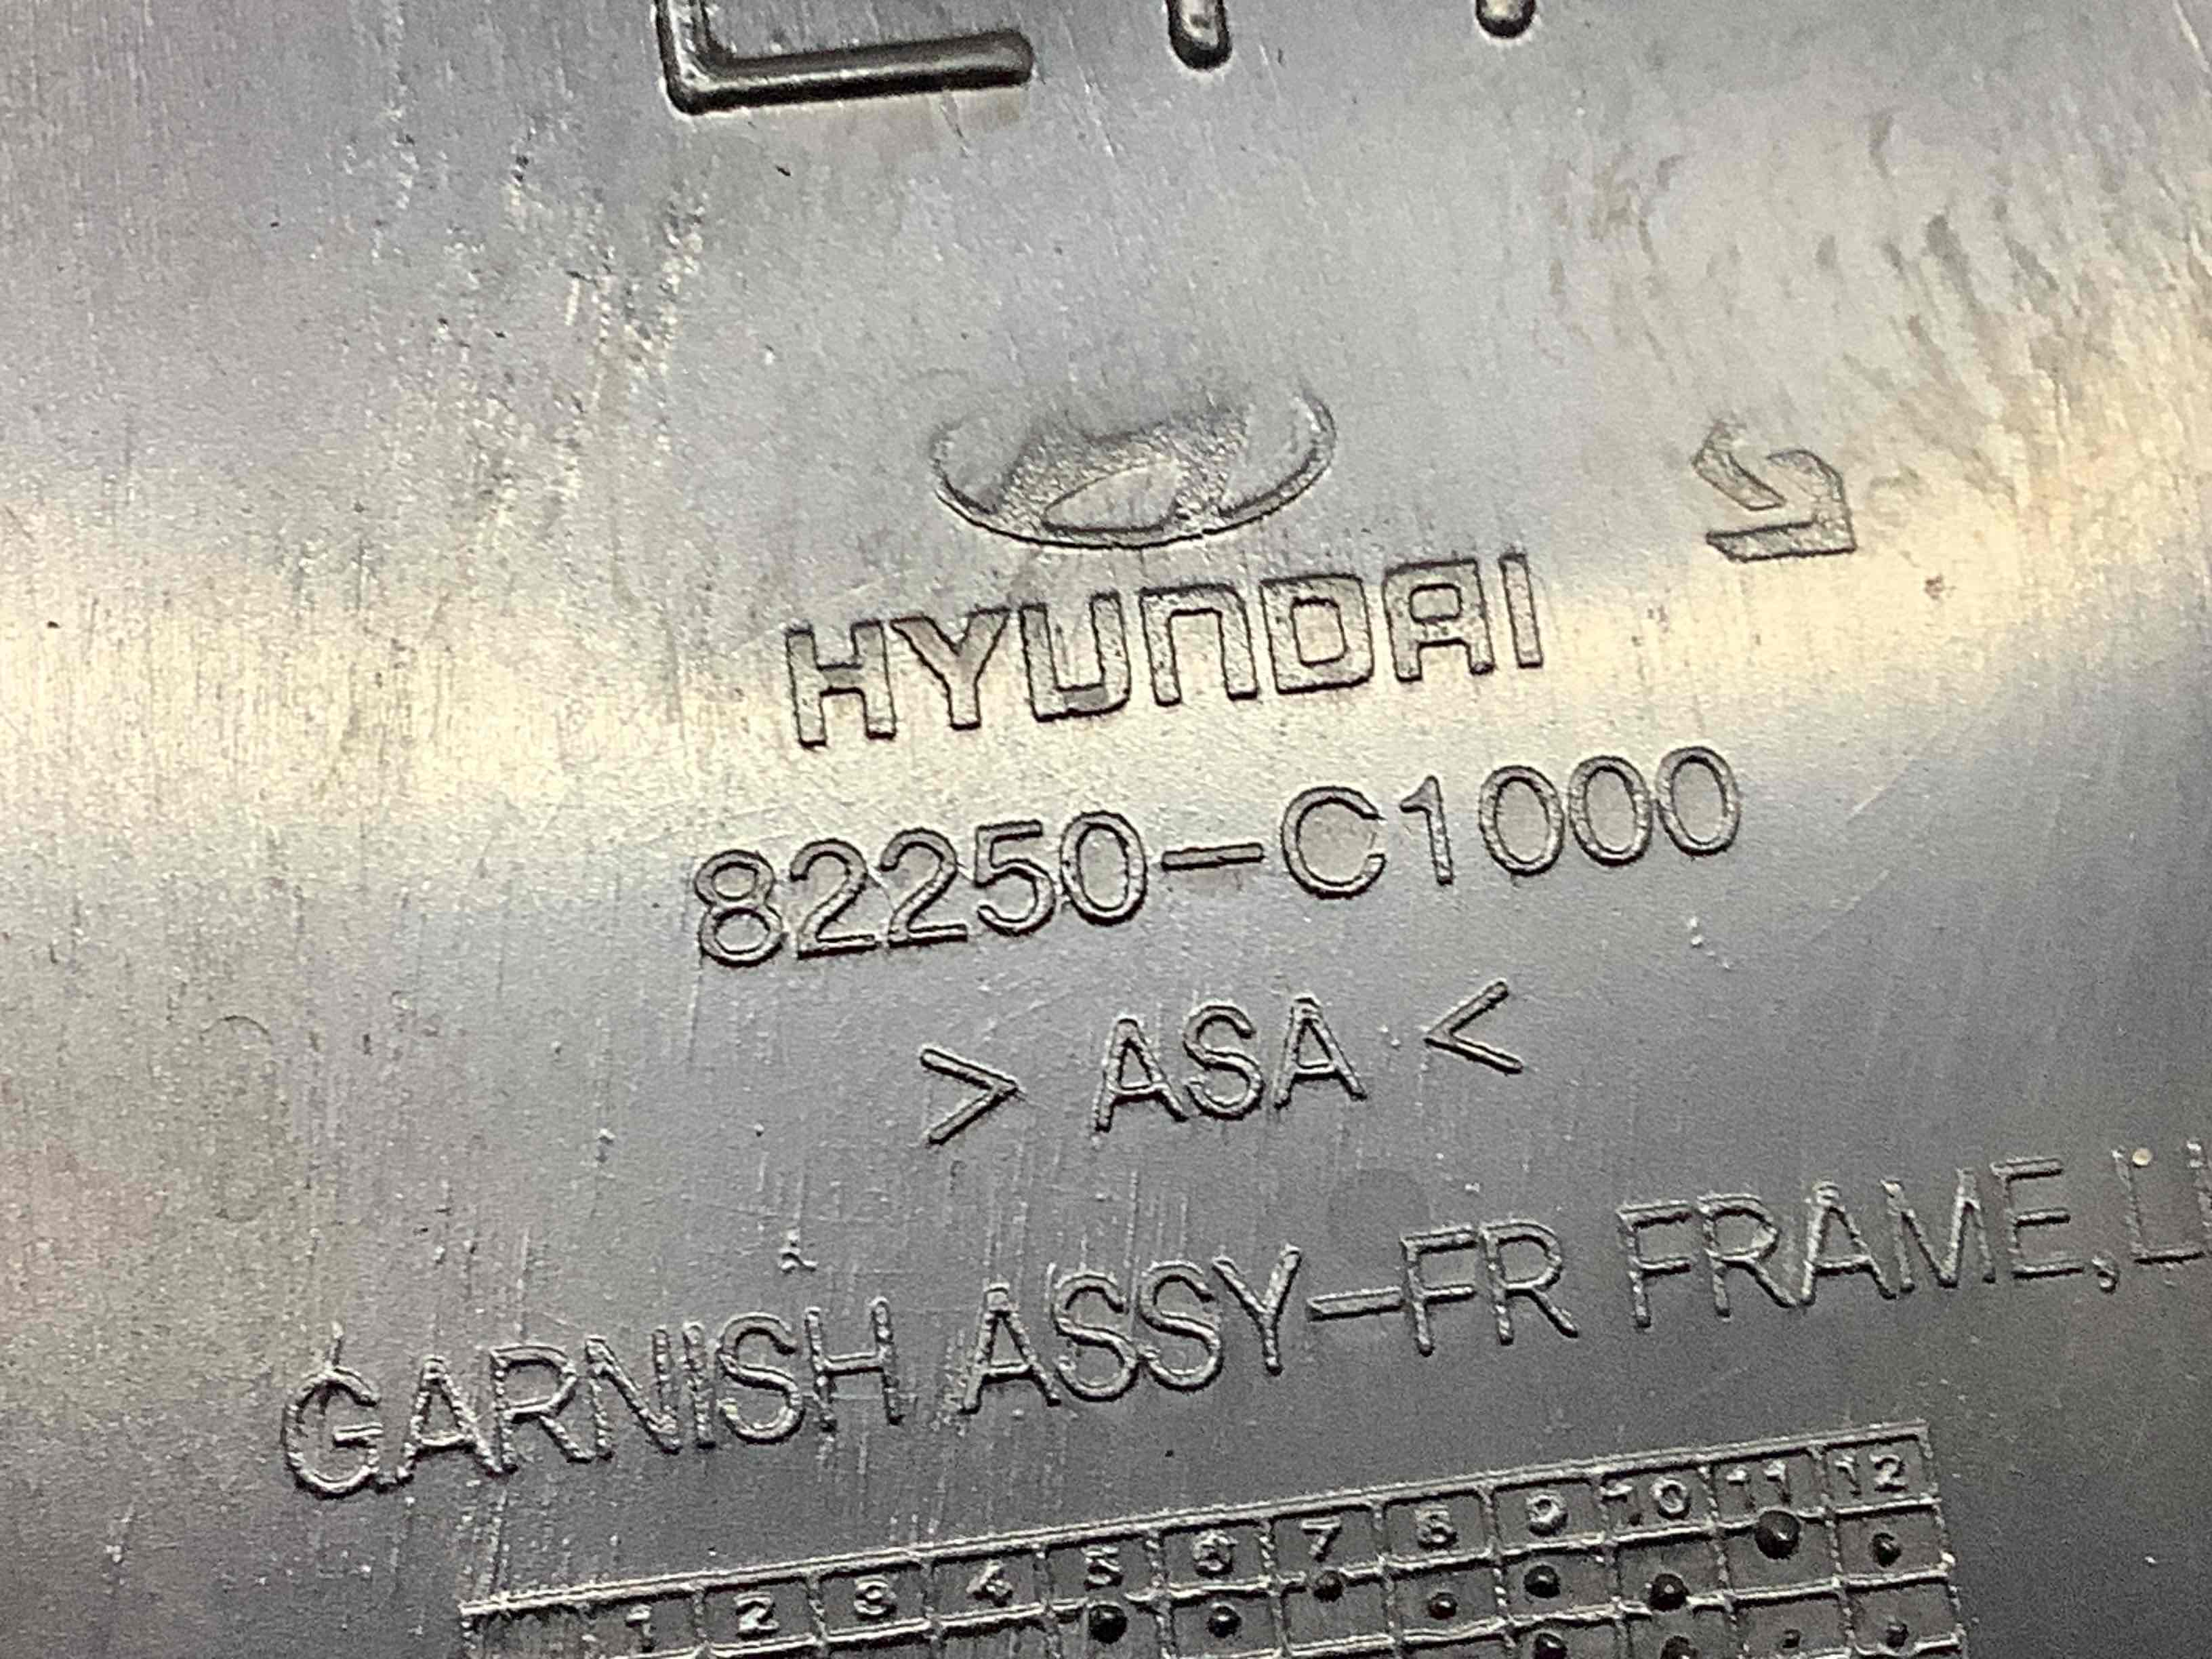 HYUNDAI
82250-C1000
> ASA <
GARNISH ASSY-FR FRAME,L
1 2 3 4 5 6 7 8 9 10 11 12